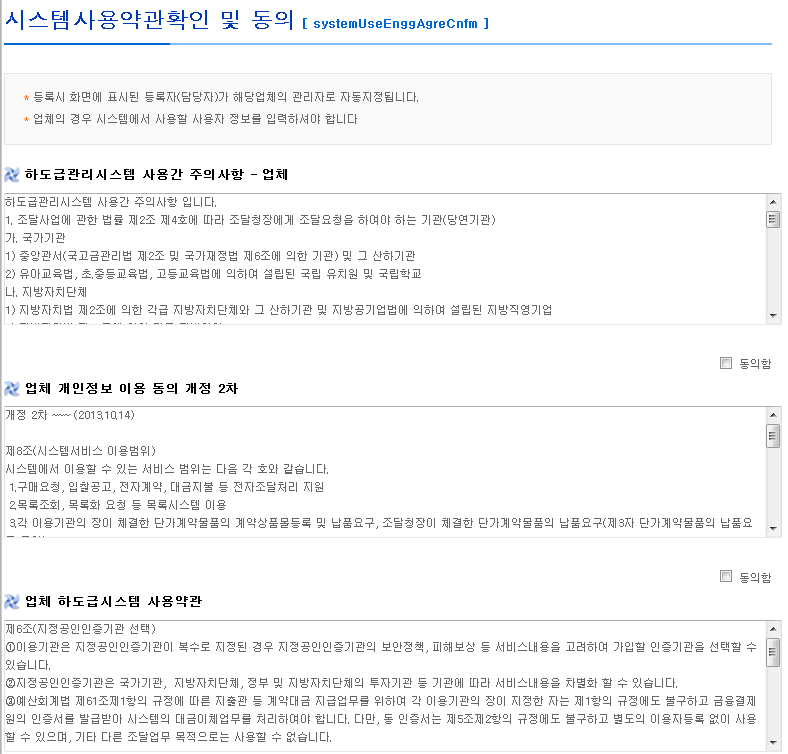 시스템사용약관확인 및 동의 [ systemUseEnggAgreCnfm ]
* 등록시 화면에 표시된 등록자(담당자)가 해당업체의 관리자로 자동지정됩니다.
* 업체의 경우 시스템에서 사용할 사용자 정보를 입력하셔야 합니다
하도급관리시스템 사용간 주의사항 - 업체
하도급관리시스템 사용간 주의사항 입니다.
1. 조달사업에 관한 법률 제2조 제4호에 따라 조달청장에게 조달요청을 하여야 하는 기관(당연기관)
가. 국가기관
1) 중앙관서(국고금관리법 제2조 및 국가재정법 제6조에 의한 기관) 및 그 산하기관
2) 유아교육법, 초.중등교육법, 고등교육법에 의하여 설립된 국립 유치원 및 국립학교
나. 지방자치단체
1) 지방자치법 제2조에 의한 각급 지방자치단체와 그 산하기관 및 지방공기업법에 의하여 설립된 지방직영기업
동의함
업체 개인정보 이용 동의 개정 2차
개정 2차 ~~~ (2013.10.14)
제8조(시스템서비스 이용범위)
시스템에서 이용할 수 있는 서비스 범위는 다음 각 호와 같습니다.
1.구매요청, 입찰공고, 전자계약, 대금지불 등 전자조달처리 지원
2.목록조회, 목록화 요청 등 목록시스템 이용
3.각 이용기관의 장이 체결한 단가계약물품의 계약상품몰등록 및 납품요구, 조달청장이 체결한 단가계약물품의 납품요구(제3자 단가계약물품의 납품요
동의함
업체 하도급시스템 사용약관
제6조(지정공인인증기관 선택)
①이용기관은 지정공인인증기관이 복수로 지정된 경우 지정공인인증기관의 보안정책, 피해보상 등 서비스내용을 고려하여 가입할 인증기관을 선택할 수
있습니다.
②지정공인인증기관은 국가기관, 지방자치단체, 정부 및 지방자치단체의 투자기관 등 기관에 따라 서비스내용을 차별화 할 수 있습니다.
③예산회계법 제61조제1항의 규정에 따른 지출관 등 계약대금 지급업무를 위하여 각 이용기관의 장이 지정한 자는 제1항의 규정에도 불구하고 금융결제
원의 인증서를 발급받아 시스템의 대금이체업무를 처리하여야 합니다. 다만, 동 인증서는 제5조제2항의 규정에도 불구하고 별도의 이용자등록 없이 사용
할 수 있으며, 기타 다른 조달업무 목적으로는 사용할 수 없습니다.